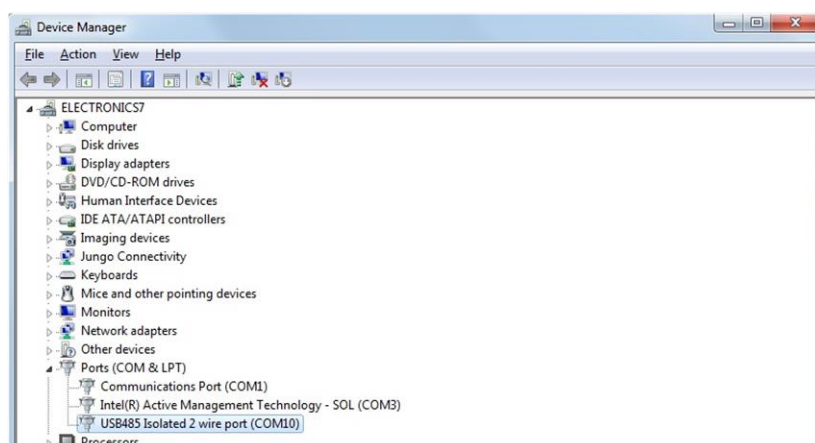 Device Manager
File Action View Help
ELECTRONICS7
Computer
Disk drives
Display adapters
DVD/CD-ROM drives
Human Interface Devices
IDE ATA/ATAPI controllers
Imaging devices
Jungo Connectivity
Keyboards
Mice and other pointing devices
Monitors
Network adapters
Other devices
Ports (COM & LPT)
Communications Port (COM1)
Intel(R) Active Management Technology - SOL (COM3)
USB485 Isolated 2 wire port (COM10)
Processors